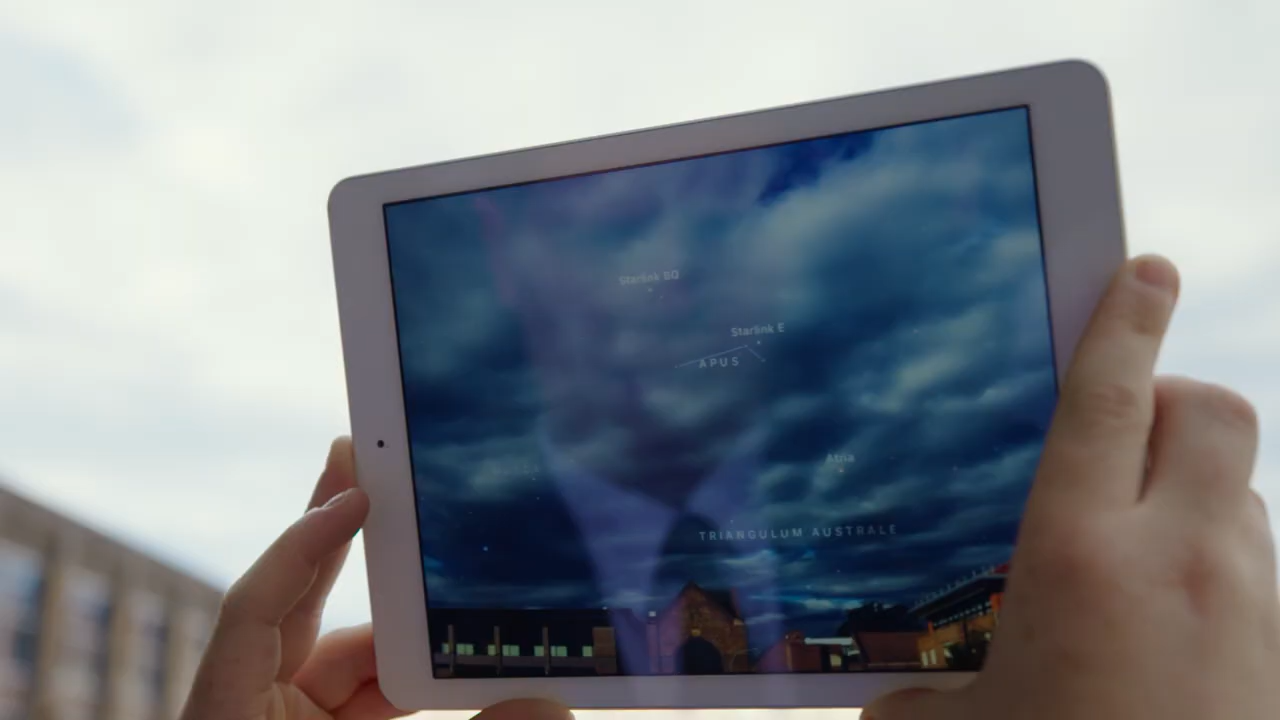 Starlink BQ
Starlink E
APUS
Atria
TRIANGULUM AUSTRALE